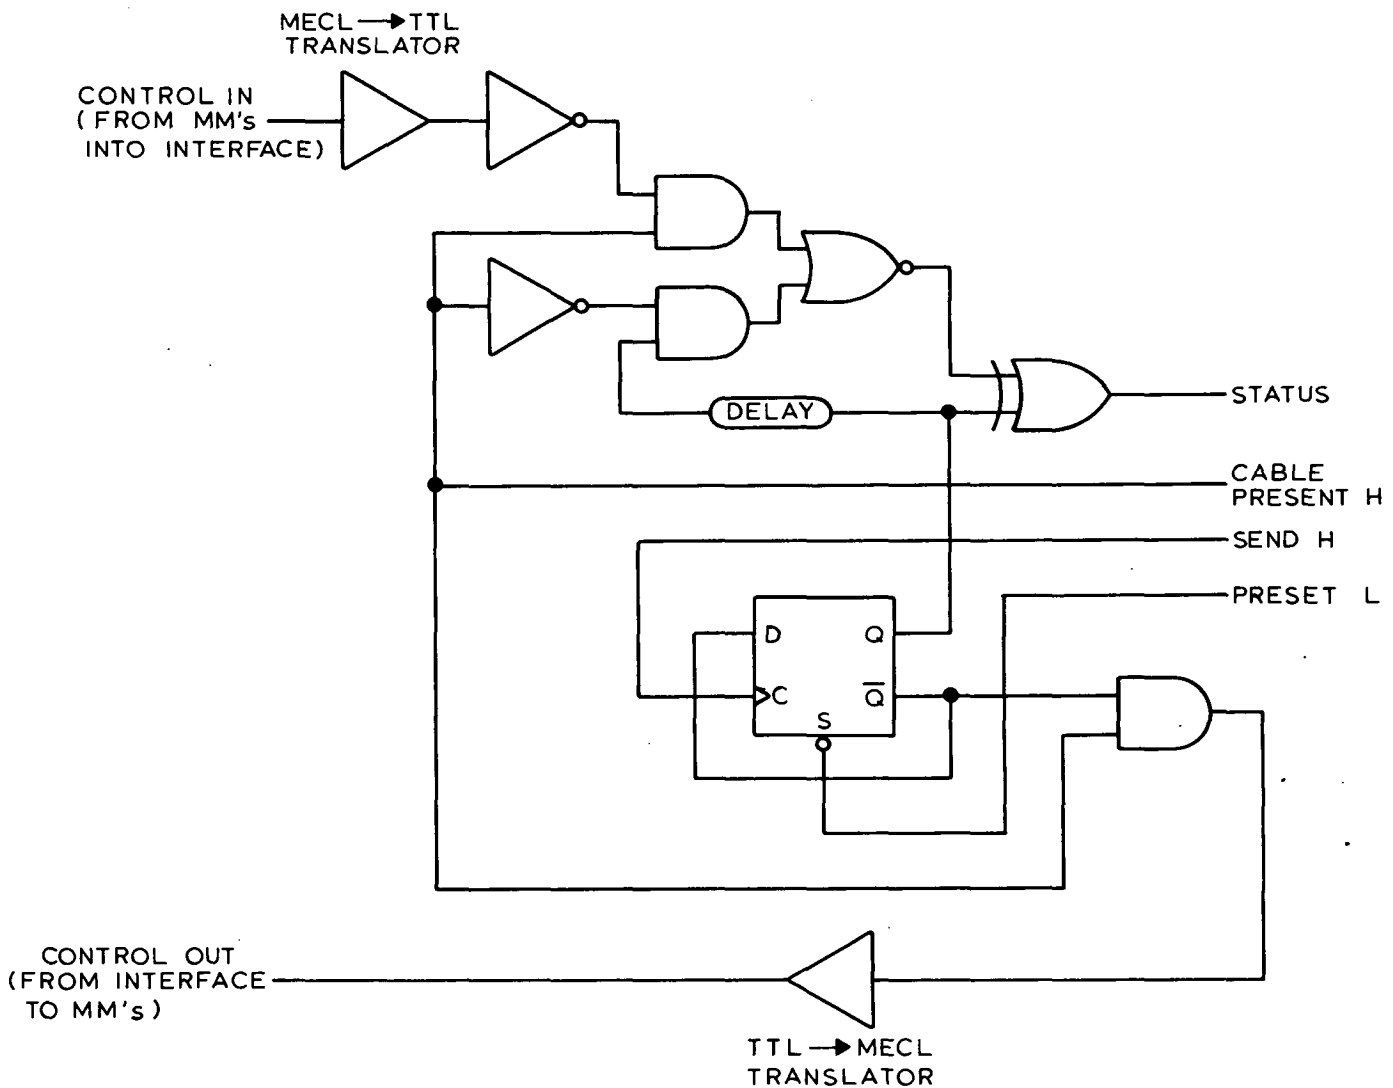 MECL → TTL
TRANSLATOR
CONTROL IN
(FROM MM's
INTO INTERFACE)
DELAY
STATUS
CABLE
PRESENT H
SEND H
PRESET L
D
Q
C
Q̅
S
CONTROL OUT
(FROM INTERFACE
TO MM's)
TTL → MECL
TRANSLATOR